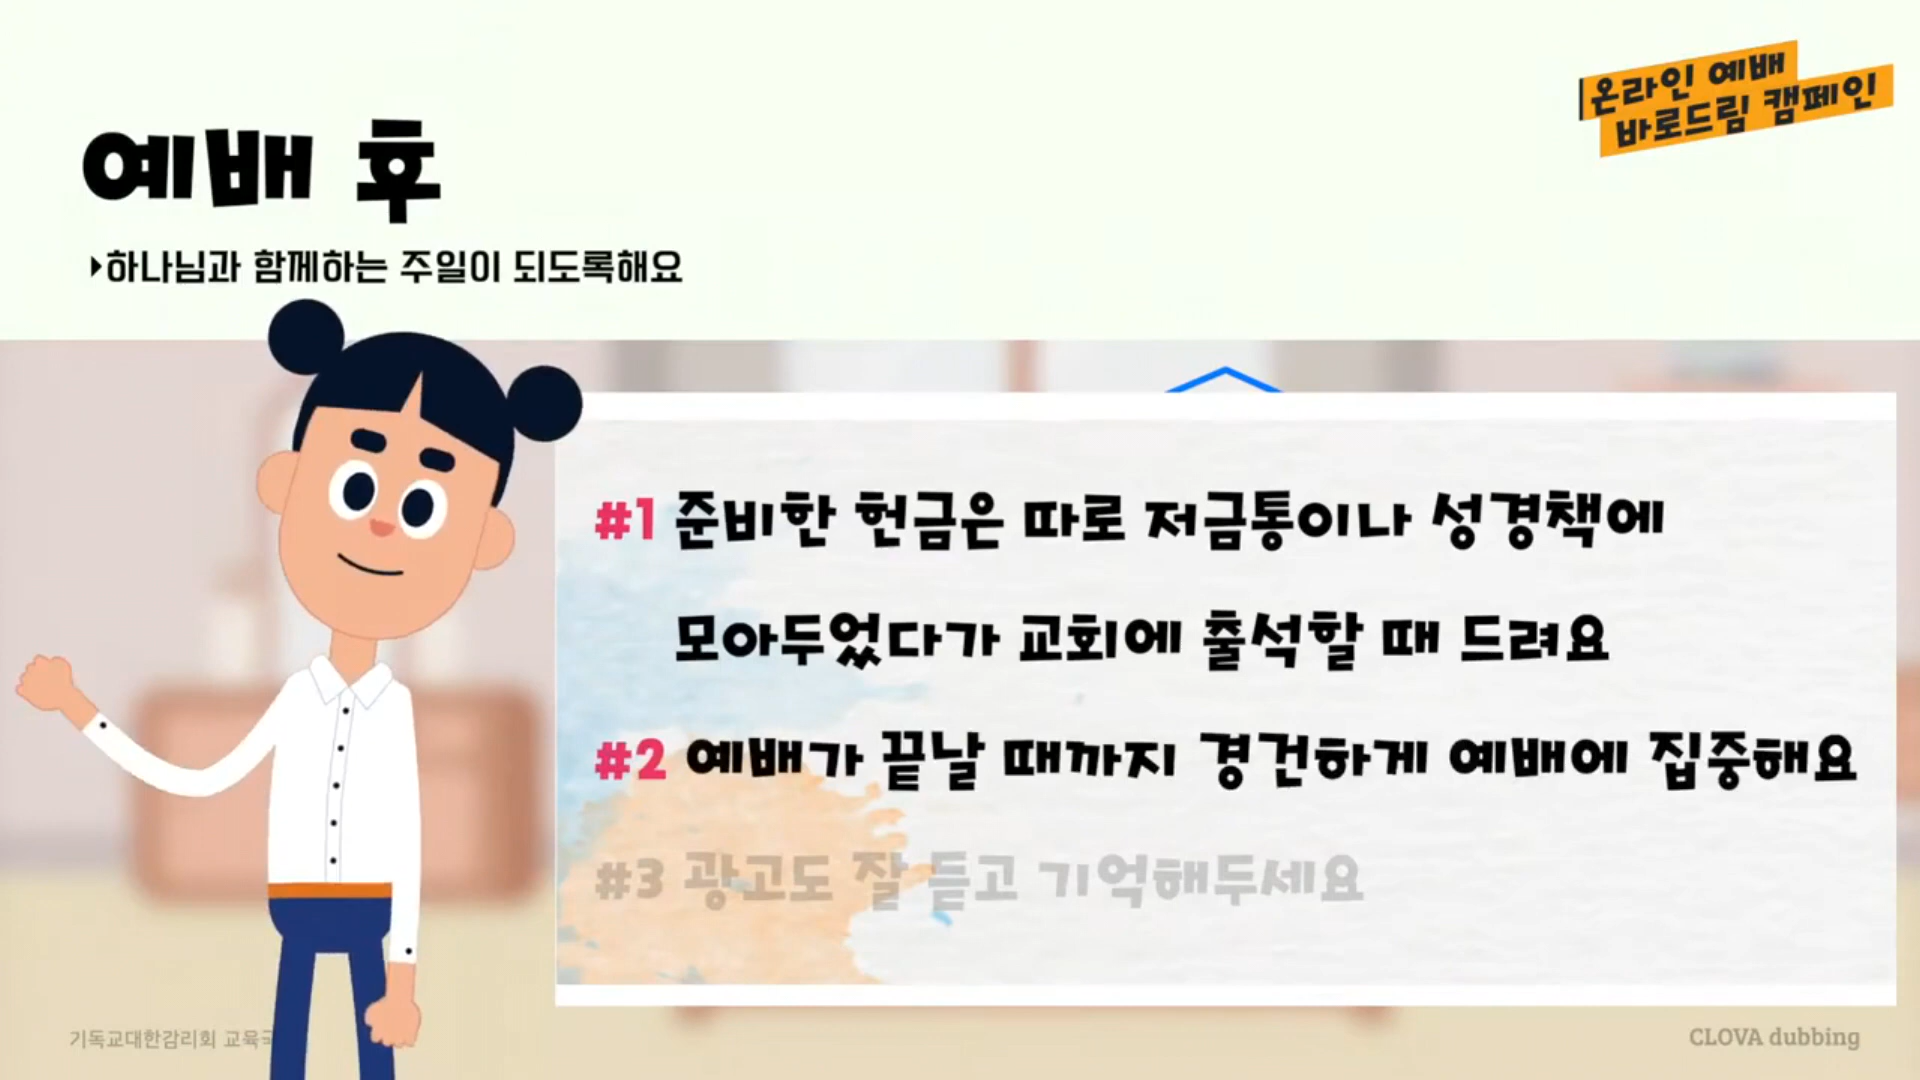 온라인 예배
바로드림 캠페인
예배 후
▸하나님과 함께하는 주일이 되도록해요
#1 준비한 헌금은 따로 저금통이나 성경책에
모아두었다가 교회에 출석할 때 드려요
#2 예배가 끝날 때까지 경건하게 예배에 집중해요
#3 광고도 잘 듣고 기억해두세요
기독교대한감리회 교육국
CLOVA dubbing